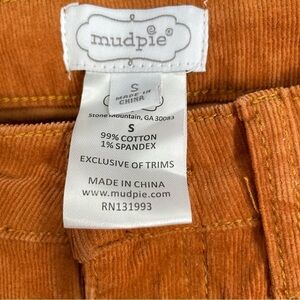 mudpie®
S
MADE IN
CHINA
Stone Mountain, GA 30083
S
99% COTTON
1% SPANDEX
EXCLUSIVE OF TRIMS
MADE IN CHINA
www.mudpie.com
RN131993